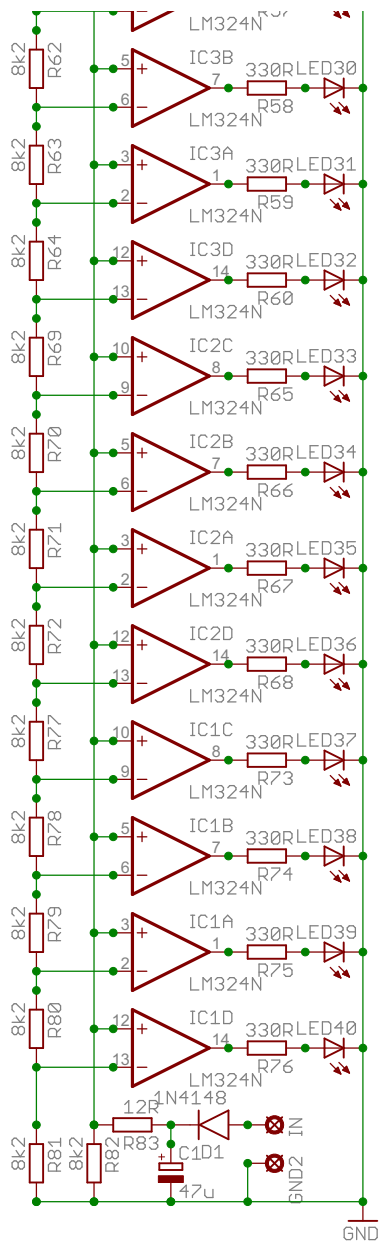 LM324N
8k2
R62
IC3B
5
6
7
330R
LED30
R58
LM324N
8k2
R63
IC3A
3
2
1
330R
LED31
R59
LM324N
8k2
R64
IC3D
12
13
14
330R
LED32
R60
LM324N
8k2
R69
IC2C
10
9
8
330R
LED33
R65
LM324N
8k2
R70
IC2B
5
6
7
330R
LED34
R66
LM324N
8k2
R71
IC2A
3
2
1
330R
LED35
R67
LM324N
8k2
R72
IC2D
12
13
14
330R
LED36
R68
LM324N
8k2
R77
IC1C
10
9
8
330R
LED37
R73
LM324N
8k2
R78
IC1B
5
6
7
330R
LED38
R74
LM324N
8k2
R79
IC1A
3
2
1
330R
LED39
R75
LM324N
8k2
R80
IC1D
12
13
14
330R
LED40
R76
LM324N
8k2
R81
8k2
R82
12R
R83
1N4148
D1
C1
47u
IN
GND2
GND